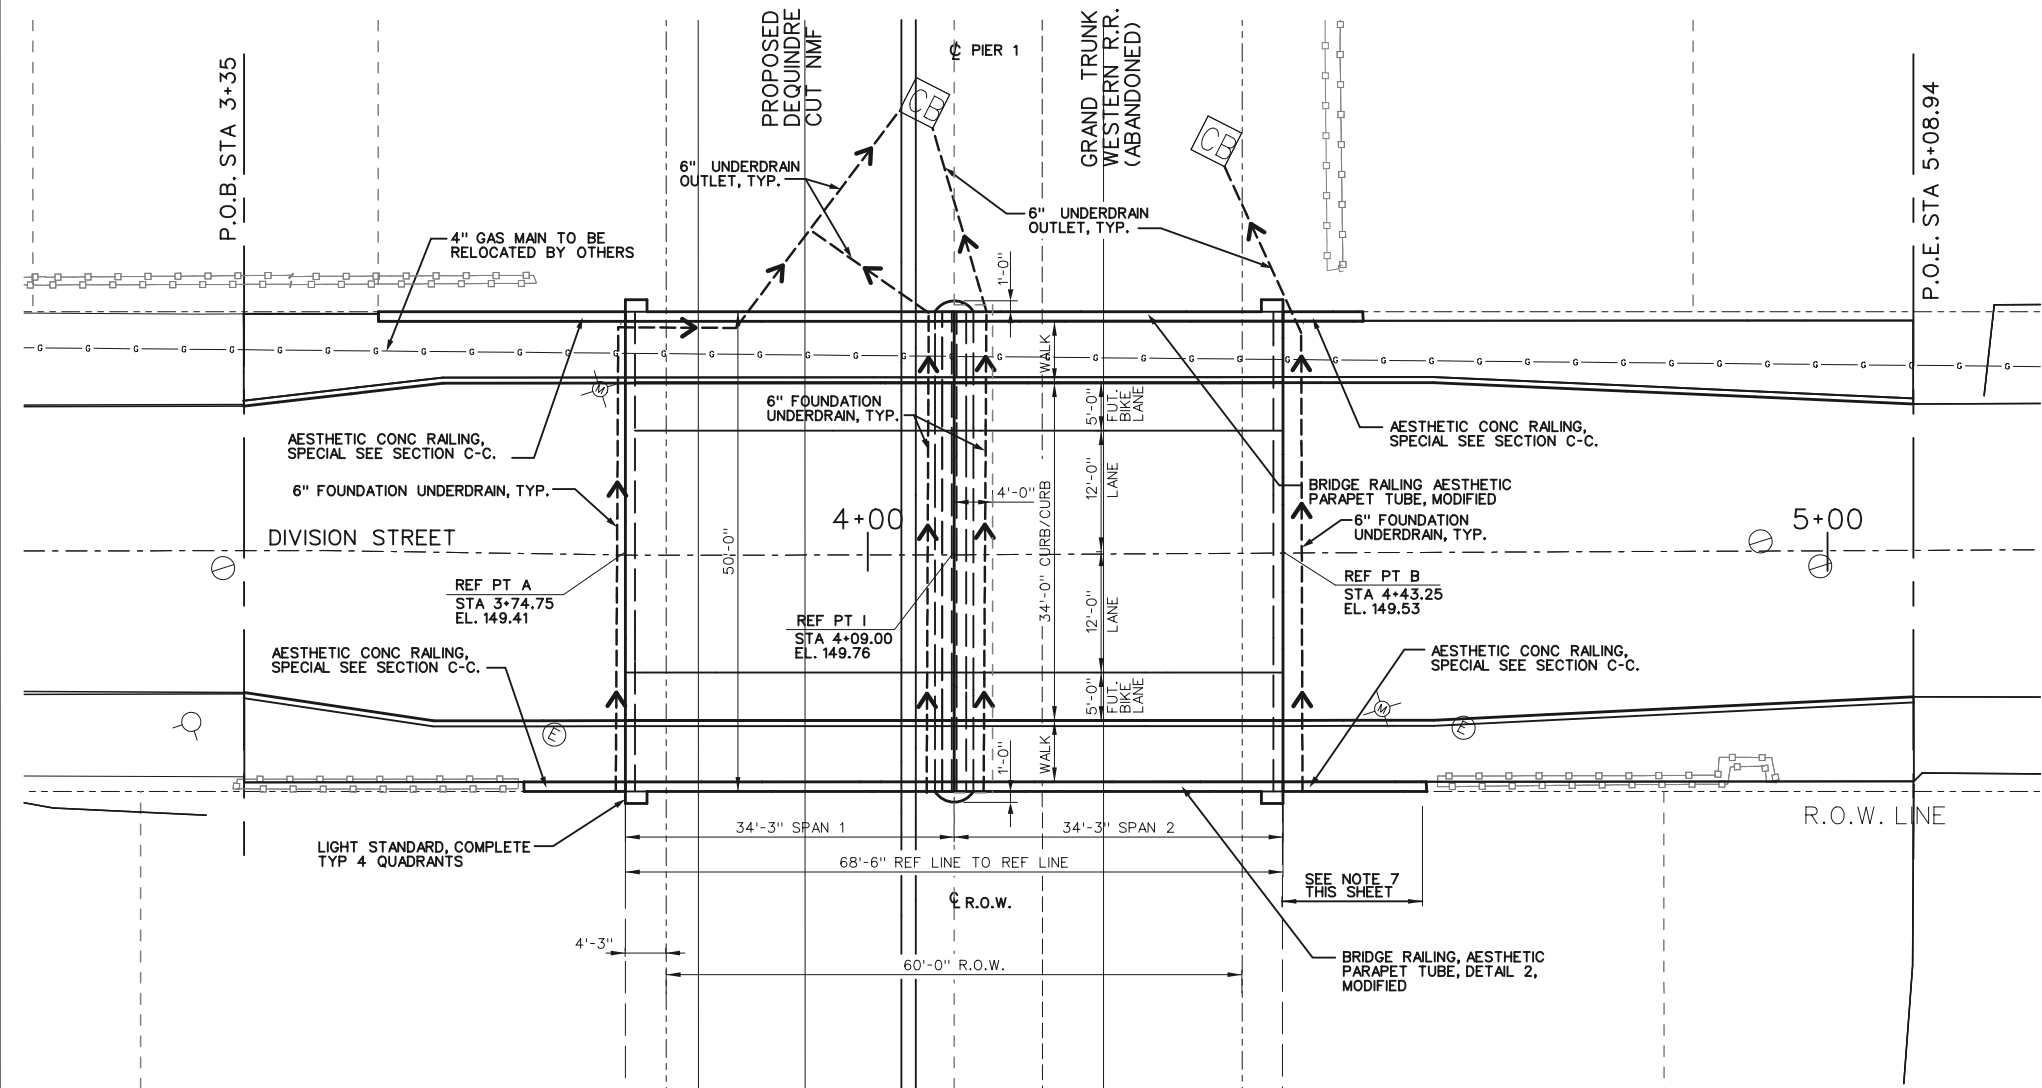 P.O.B. STA 3+35
PROPOSED
DEQUINDRE
CUT NMF
℄ PIER 1
GRAND TRUNK
WESTERN R.R.
(ABANDONED)
P.O.E. STA 5+08.94
CB
CB
6" UNDERDRAIN
OUTLET, TYP.
6" UNDERDRAIN
OUTLET, TYP.
4" GAS MAIN TO BE
RELOCATED BY OTHERS
1'-0"
G G G G G G G G G G G G G G G G G G G G G G G G G G G G G G G G G G G G G G G G G G
WALK
M
6" FOUNDATION
UNDERDRAIN, TYP.
5'-0"
FUT.
BIKE
LANE
AESTHETIC CONC RAILING,
SPECIAL SEE SECTION C-C.
AESTHETIC CONC RAILING,
SPECIAL SEE SECTION C-C.
6" FOUNDATION UNDERDRAIN, TYP.
4'-0"
12'-0"
LANE
BRIDGE RAILING AESTHETIC
PARAPET TUBE, MODIFIED
6" FOUNDATION
UNDERDRAIN, TYP.
DIVISION STREET
50'-0"
4+00
34'-0" CURB/CURB
5+00
REF PT A
STA 3+74.75
EL. 149.41
REF PT 1
STA 4+09.00
EL. 149.76
12'-0"
LANE
REF PT B
STA 4+43.25
EL. 149.53
AESTHETIC CONC RAILING,
SPECIAL SEE SECTION C-C.
AESTHETIC CONC RAILING,
SPECIAL SEE SECTION C-C.
5'-0"
FUT.
BIKE
LANE
M
E
E
1'-0"
WALK
R.O.W. LINE
LIGHT STANDARD, COMPLETE
TYP 4 QUADRANTS
34'-3" SPAN 1
34'-3" SPAN 2
68'-6" REF LINE TO REF LINE
SEE NOTE 7
THIS SHEET
℄ R.O.W.
4'-3"
60'-0" R.O.W.
BRIDGE RAILING, AESTHETIC
PARAPET TUBE, DETAIL 2,
MODIFIED